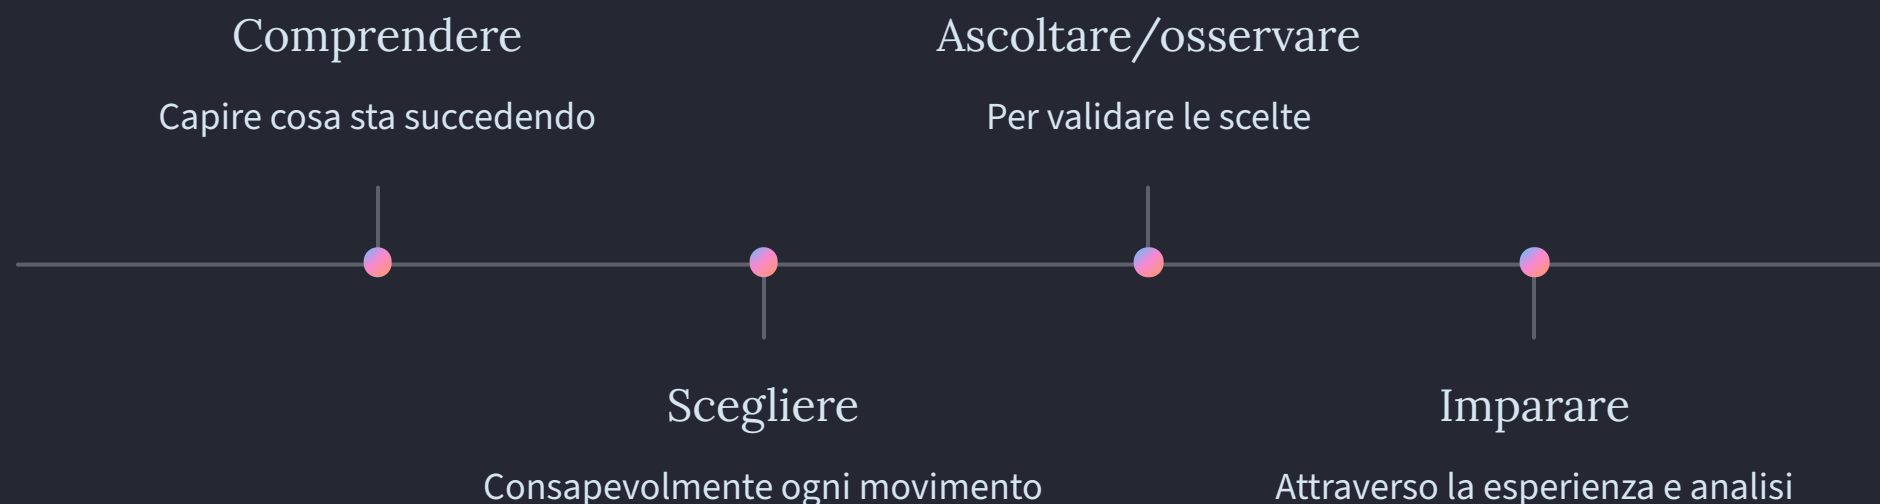 Comprendere
Capire cosa sta succedendo
Scegliere
Consapevolmente ogni movimento
Ascoltare/osservare
Per validare le scelte
Imparare
Attraverso la esperienza e analisi